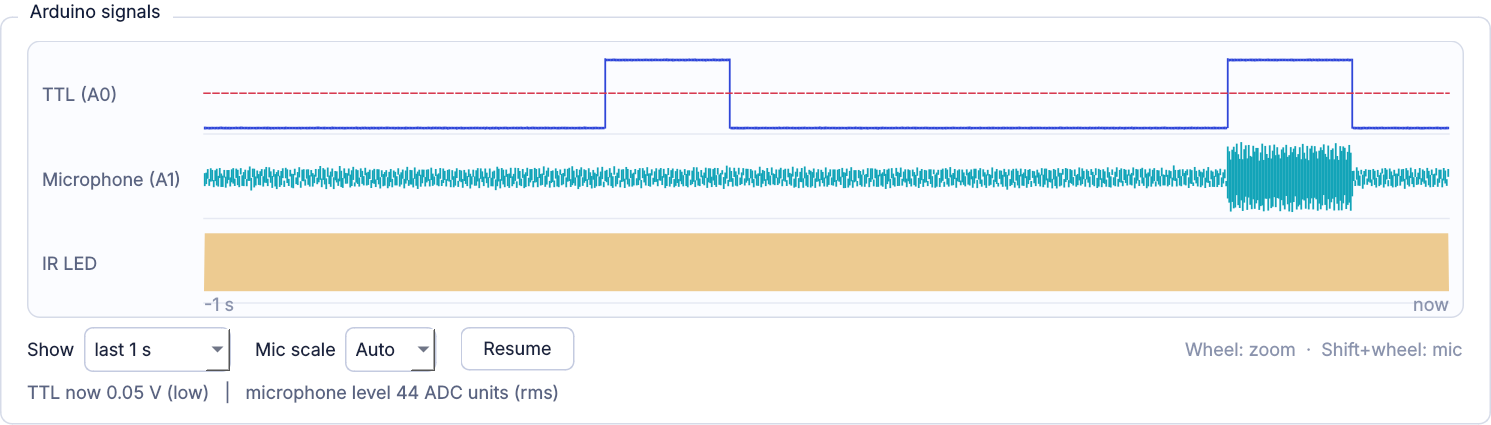 Arduino signals
TTL (A0)
Microphone (A1)
IR LED
-1 s now
Show last 1 s Mic scale Auto Resume Wheel: zoom · Shift+wheel: mic
TTL now 0.05 V (low) | microphone level 44 ADC units (rms)